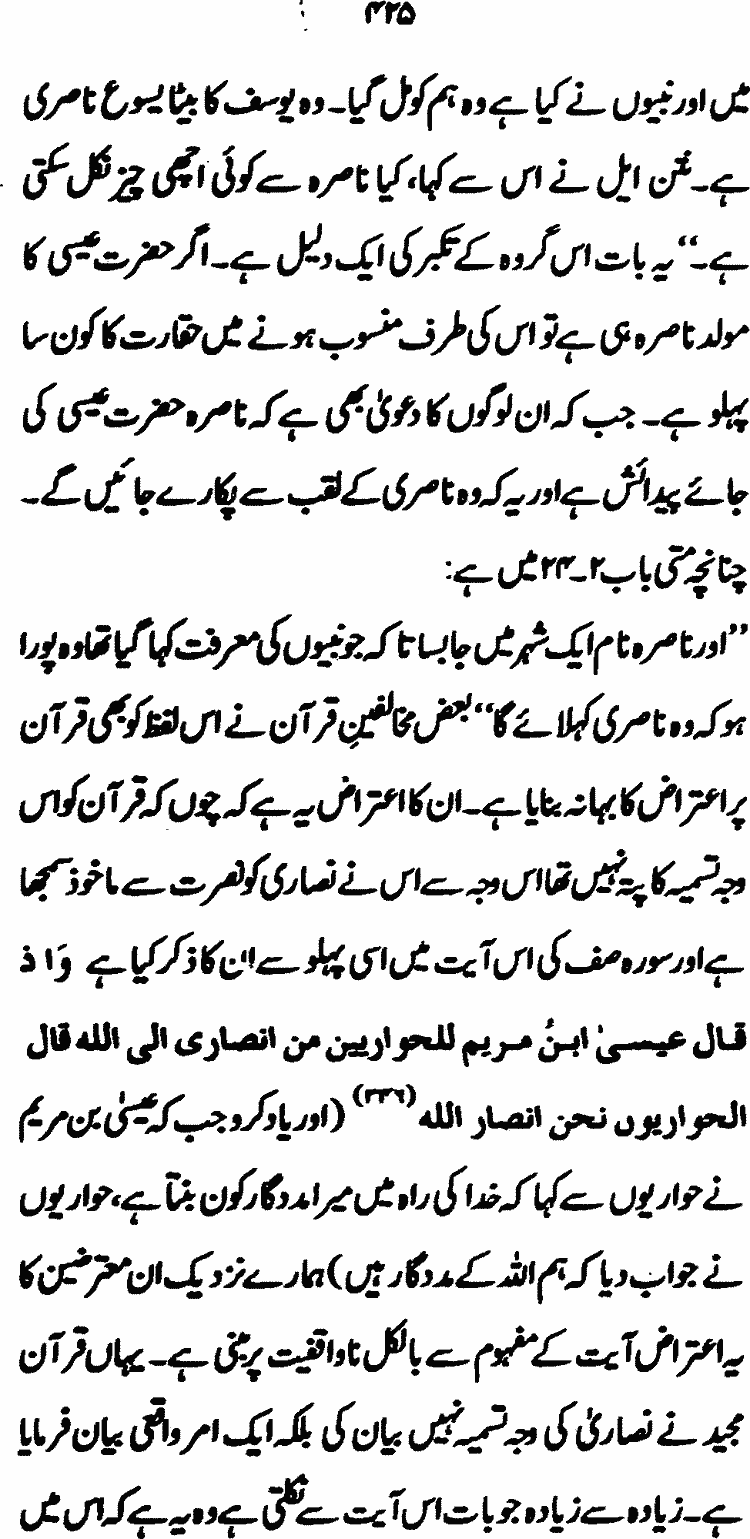 ۴۲۵
میں اور نبیوں نے کیا ہے وہ ہم کو مل گیا۔ وہ یوسف کا بیٹا یسوع ناصری
ہے۔ نتن ایل نے اس سے کہا، کیا ناصرہ سے کوئی اچھی چیز نکل سکتی
ہے۔‘‘ یہ بات اس گروہ کے تکبر کی ایک دلیل ہے۔ اگر حضرت عیسی کا
مولد ناصرہ ہی ہے تو اس کی طرف منسوب ہونے میں حقارت کا کون سا
پہلو ہے۔ جب کہ ان لوگوں کا دعویٰ بھی ہے کہ ناصرہ حضرت عیسی کی
جائے پیدائش ہے اور یہ کہ وہ ناصری کے لقب سے پکارے جائیں گے۔
چنانچہ متی باب ۲۔۲۴ میں ہے:
’’اور ناصرہ نام ایک شہر میں جا بسا تا کہ جو نبیوں کی معرفت کہا گیا تھا وہ پورا
ہو کہ وہ ناصری کہلائے گا‘‘ بعض مخالفینِ قرآن نے اس لفظ کو بھی قرآن
پر اعتراض کا بہانہ بنایا ہے۔ ان کا اعتراض یہ ہے کہ چوں کہ قرآن کو اس
وجہ تسمیہ کا پتہ نہیں تھا اس وجہ سے اس نے نصاری کو نصرت سے ماخوذ سمجھا
ہے اور سورہ صف کی اس آیت میں اسی پہلو سے ان کا ذکر کیا ہے وَاذ
قال عیسیٰ ابنُ مریم للحواریین من انصاری الی الله قال
الحواریوں نحن انصار الله (۳۳۶) (اور یاد کرو جب کہ عیسیٰ بن مریم
نے حواریوں سے کہا کہ خدا کی راہ میں میرا مددگار کون بنتا ہے، حواریوں
نے جواب دیا کہ ہم اللہ کے مددگار ہیں) ہمارے نزدیک ان معترضین کا
یہ اعتراض آیت کے مفہوم سے بالکل ناواقفیت پر مبنی ہے۔ یہاں قرآن
مجید نے نصاریٰ کی وجہ تسمیہ نہیں بیان کی بلکہ ایک امر واقعی بیان فرمایا
ہے۔ زیادہ سے زیادہ جو بات اس آیت سے نکلتی ہے وہ یہ ہے کہ اس میں